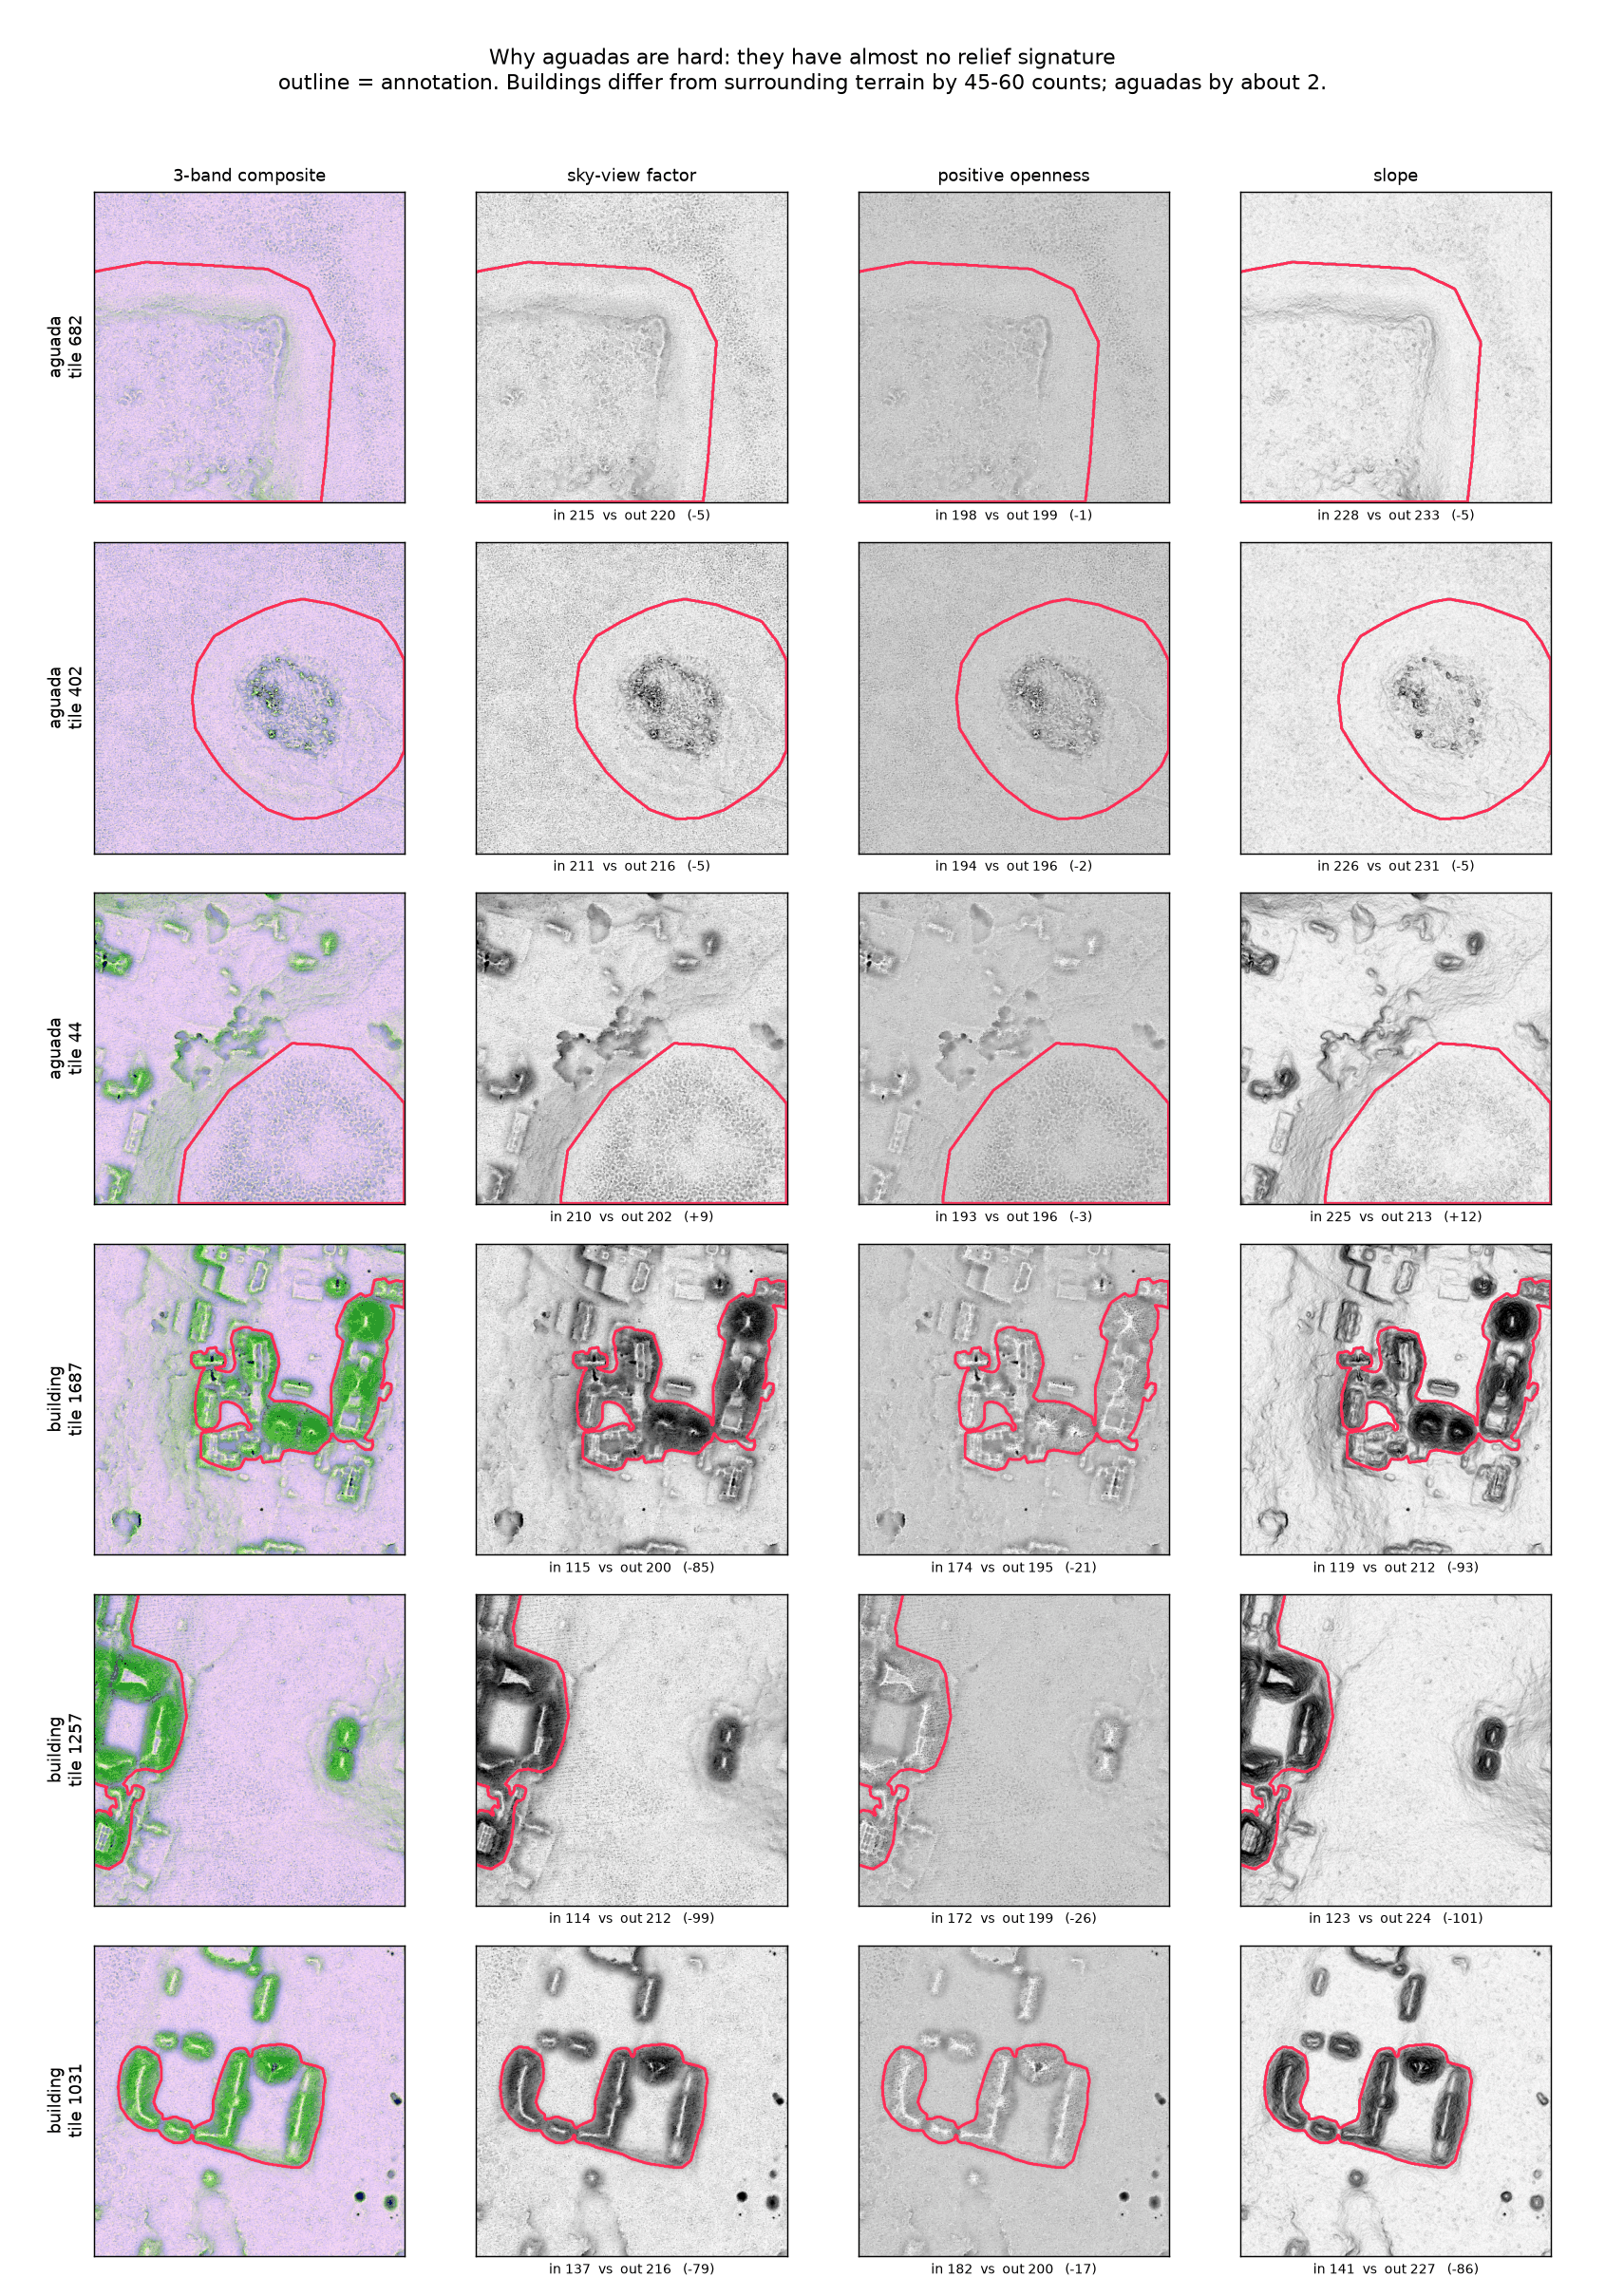 Why aguadas are hard: they have almost no relief signature
outline = annotation. Buildings differ from surrounding terrain by 45-60 counts; aguadas by about 2.
3-band composite
sky-view factor
positive openness
slope
aguada
tile 682
in 215 vs out 220 (-5)
in 198 vs out 199 (-1)
in 228 vs out 233 (-5)
aguada
tile 402
in 211 vs out 216 (-5)
in 194 vs out 196 (-2)
in 226 vs out 231 (-5)
aguada
tile 44
in 210 vs out 202 (+9)
in 193 vs out 196 (-3)
in 225 vs out 213 (+12)
building
tile 1687
in 115 vs out 200 (-85)
in 174 vs out 195 (-21)
in 119 vs out 212 (-93)
building
tile 1257
in 114 vs out 212 (-99)
in 172 vs out 199 (-26)
in 123 vs out 224 (-101)
building
tile 1031
in 137 vs out 216 (-79)
in 182 vs out 200 (-17)
in 141 vs out 227 (-86)